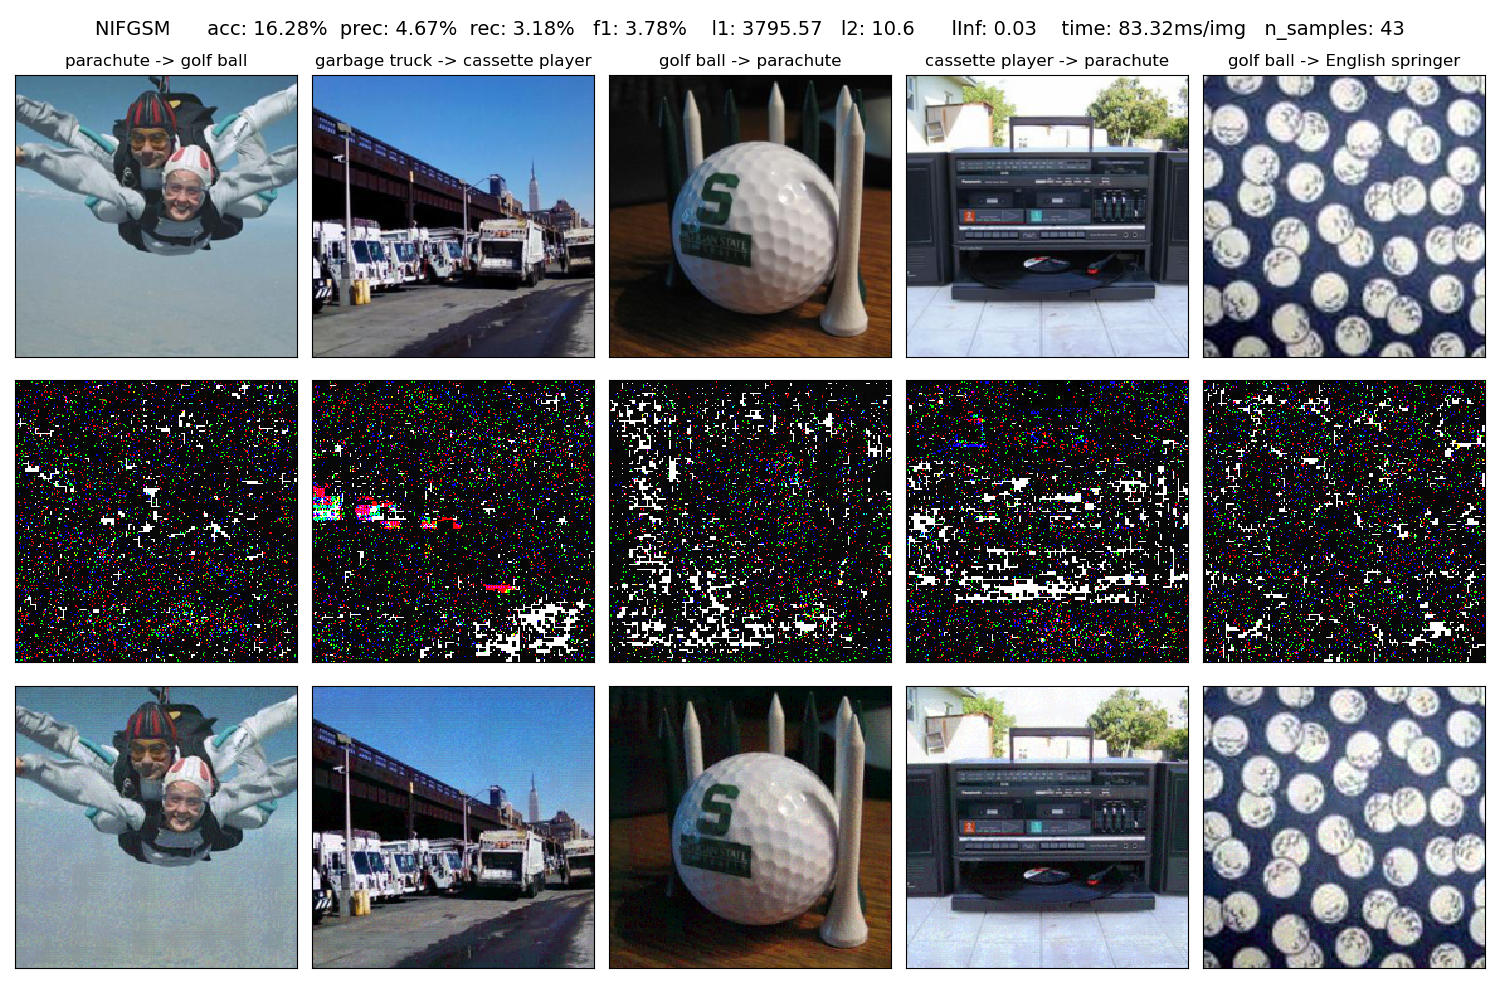 NIFGSM acc: 16.28% prec: 4.67% rec: 3.18% f1: 3.78% l1: 3795.57 l2: 10.6 lInf: 0.03 time: 83.32ms/img n_samples: 43
parachute -> golf ball
garbage truck -> cassette player
golf ball -> parachute
cassette player -> parachute
golf ball -> English springer
S
S